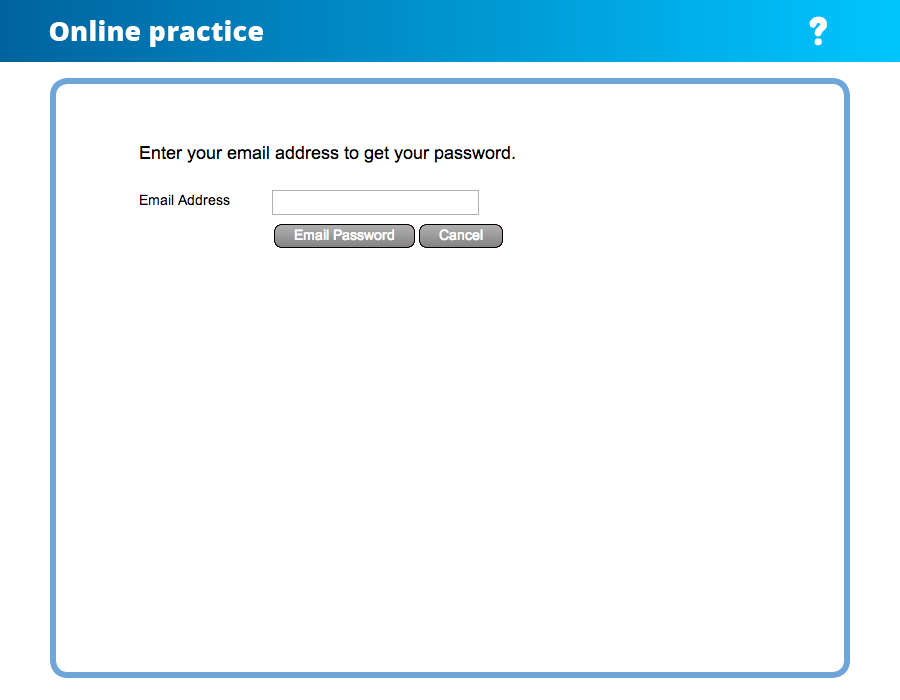 Online practice
?
Enter your email address to get your password.
Email Address
Email Password Cancel